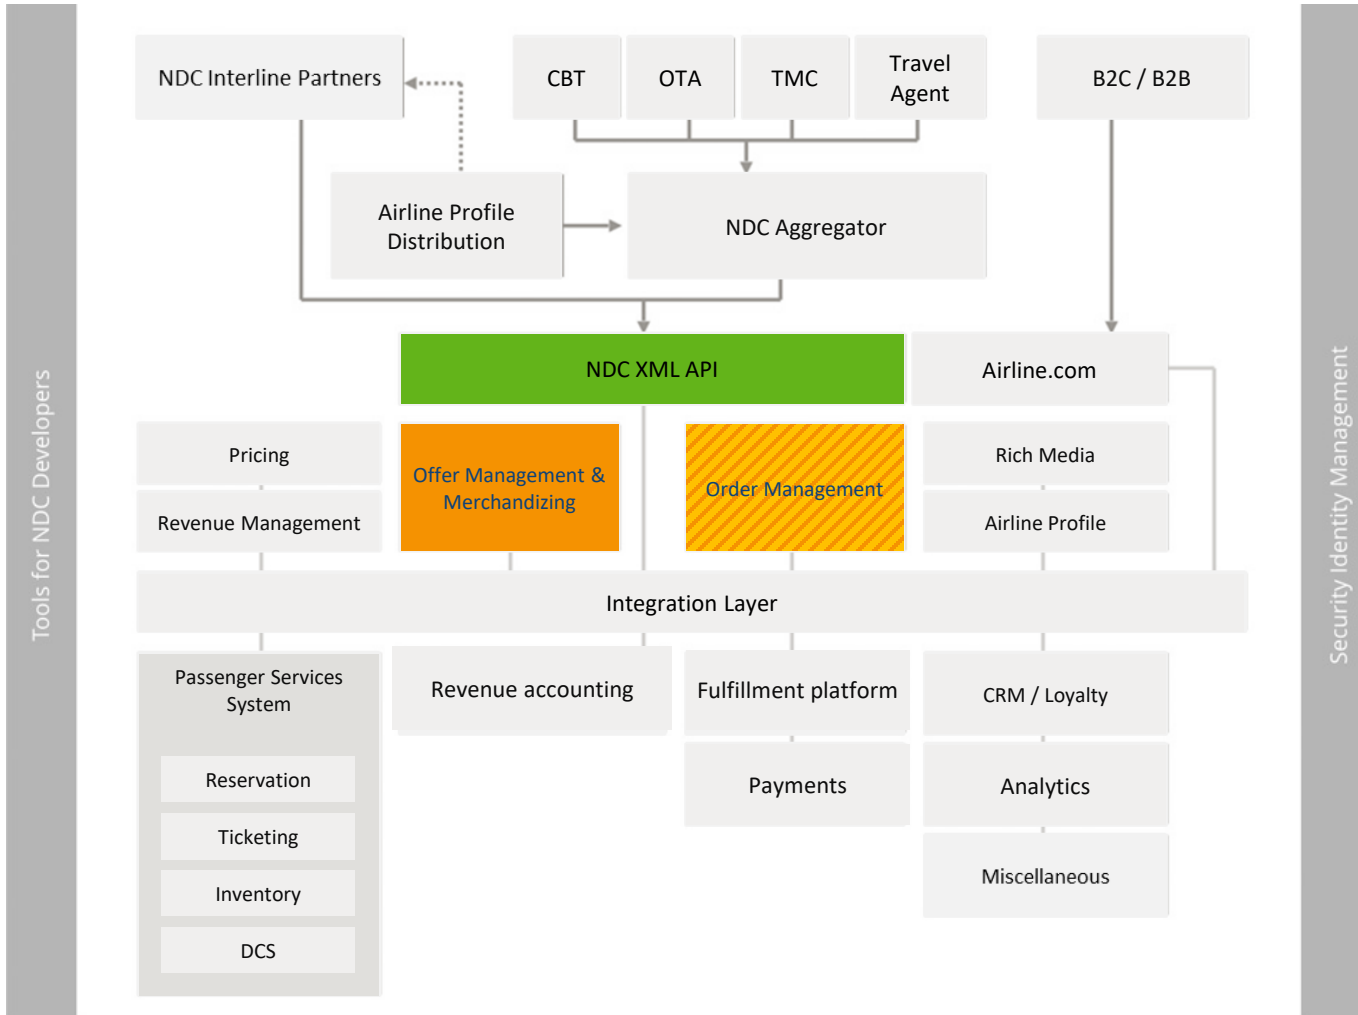 NDC Interline Partners
CBT
OTA
TMC
Travel
Agent
B2C / B2B
Airline Profile
Distribution
NDC Aggregator
NDC XML API
Airline.com
Pricing
Offer Management &
Merchandizing
Order Management
Rich Media
Revenue Management
Airline Profile
Integration Layer
Passenger Services
System
Revenue accounting
Fulfillment platform
CRM / Loyalty
Reservation
Payments
Analytics
Ticketing
Miscellaneous
Inventory
DCS
Tools for NDC Developers
Security Identity Management